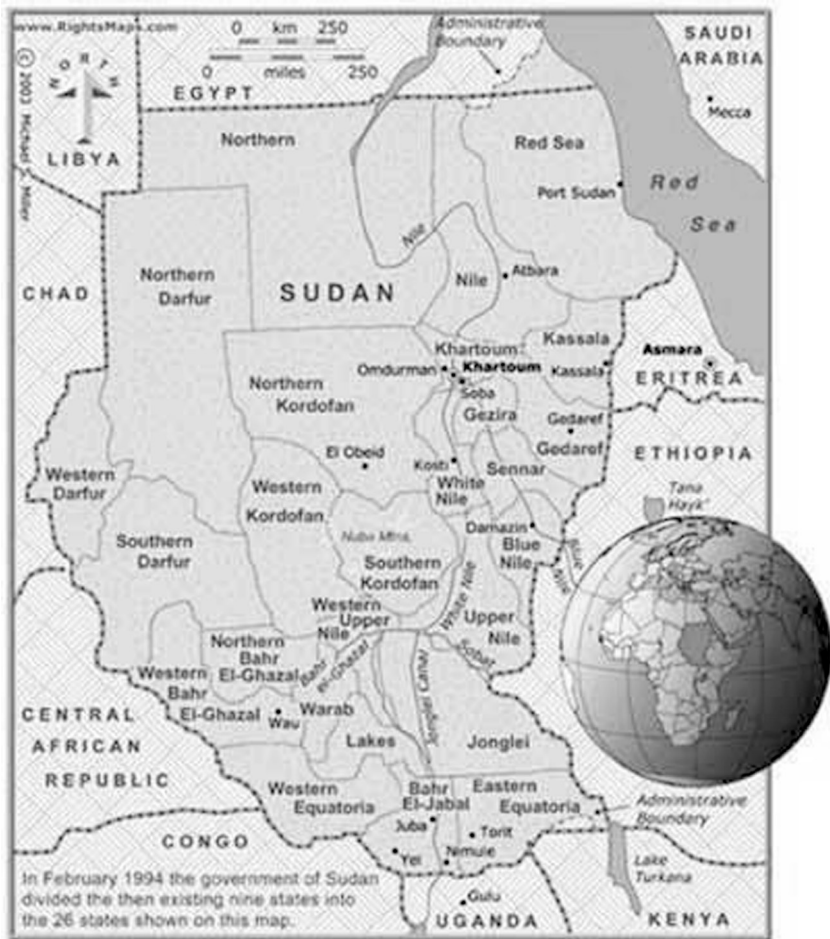 www.RightsMaps.com
© 2003 Michael S. Miller
NORTH
0 km 250
0 miles 250
Administrative
Boundary
SAUDI
ARABIA
Mecca
EGYPT
LIBYA
Northern
Red Sea
Port Sudan
Red
Sea
Nile
CHAD
Northern
Darfur
SUDAN
Nile
Atbara
Khartoum
Kassala
Omdurman
Khartoum
Kassala
Asmara
ERITREA
Soba
Northern
Kordofan
Gezira
Gedaref
Gedaref
El Obeid
Kosti
Sennar
ETHIOPIA
Western
Darfur
Western
Kordofan
White
Nile
Tana
Hayk'
Southern
Darfur
Nuba Mtns.
Damazin
Blue
Nile
Blue
Nile
Southern
Kordofan
White Nile
Western
Upper
Nile
Upper
Nile
Sobat
Northern
Bahr
El-Ghazal
Bahr
el-Ghazal
Western
Bahr
El-Ghazal
Wau
Warab
Jonglei Canal
Lakes
Jonglei
CENTRAL
AFRICAN
REPUBLIC
Western
Equatoria
Bahr
El-Jabal
Eastern
Equatoria
Administrative
Boundary
Juba
Torit
CONGO
Yei
Nimule
Lake
Turkana
In February 1994 the government of Sudan
divided the then existing nine states into
the 26 states shown on this map.
Gulu
UGANDA
KENYA